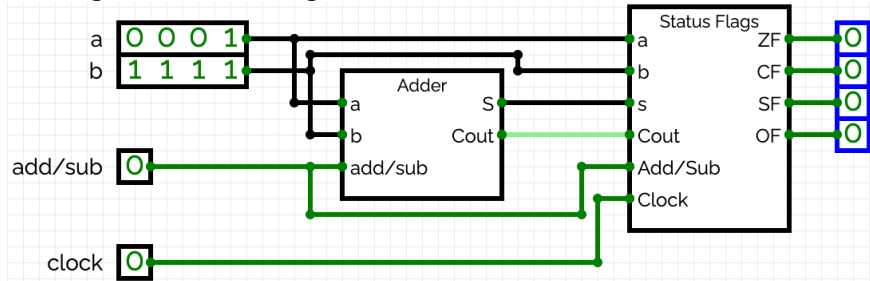 Status Flags
a 0 0 0 1 a ZF 0
b 1 1 1 1 b CF 0
Adder
a S s SF 0
b Cout Cout OF 0
add/sub 0 add/sub Add/Sub
Clock
clock 0